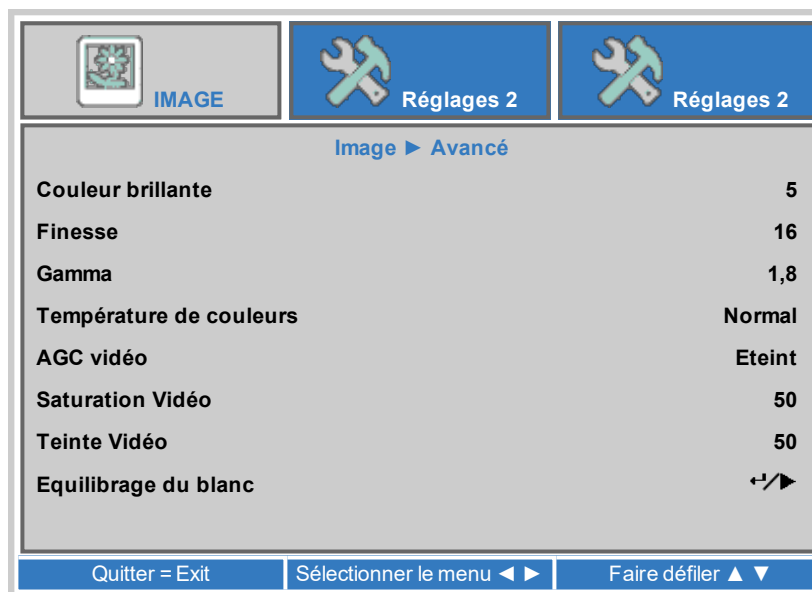 IMAGE
Réglages 2
Réglages 2
Image ► Avancé
Couleur brillante 5
Finesse 16
Gamma 1,8
Température de couleurs Normal
AGC vidéo Eteint
Saturation Vidéo 50
Teinte Vidéo 50
Equilibrage du blanc ↵/►
Quitter = Exit
Sélectionner le menu ◄ ►
Faire défiler ▲ ▼